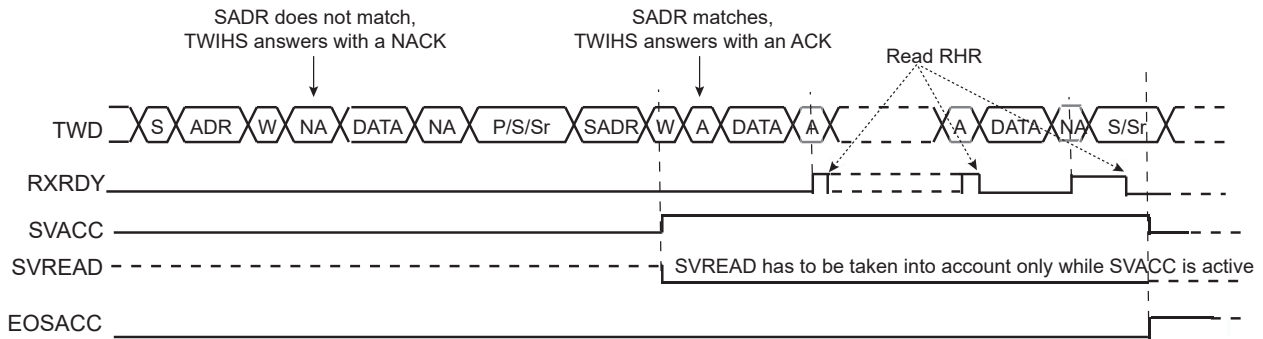 SADR does not match,
TWIHS answers with a NACK
SADR matches,
TWIHS answers with an ACK
Read RHR
TWD S ADR W NA DATA NA P/S/Sr SADR W A DATA A A DATA NA S/Sr
RXRDY
SVACC
SVREAD SVREAD has to be taken into account only while SVACC is active
EOSACC